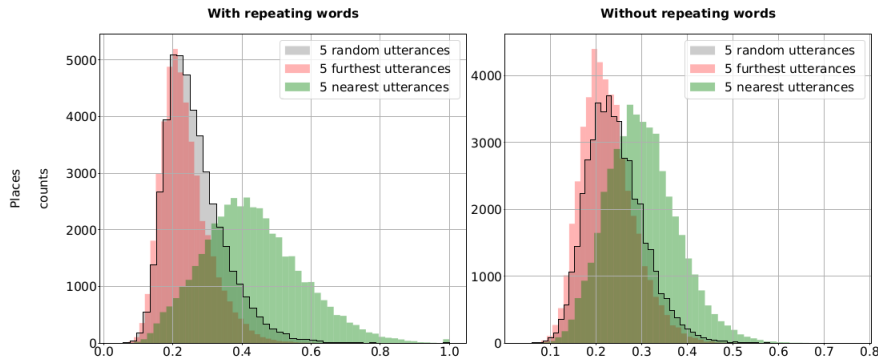 With repeating words
Without repeating words
Places
counts
5000
4000
3000
2000
1000
0
0.0 0.2 0.4 0.6 0.8 1.0
5 random utterances
5 furthest utterances
5 nearest utterances
4000
3000
2000
1000
0
0.1 0.2 0.3 0.4 0.5 0.6 0.7 0.8
5 random utterances
5 furthest utterances
5 nearest utterances